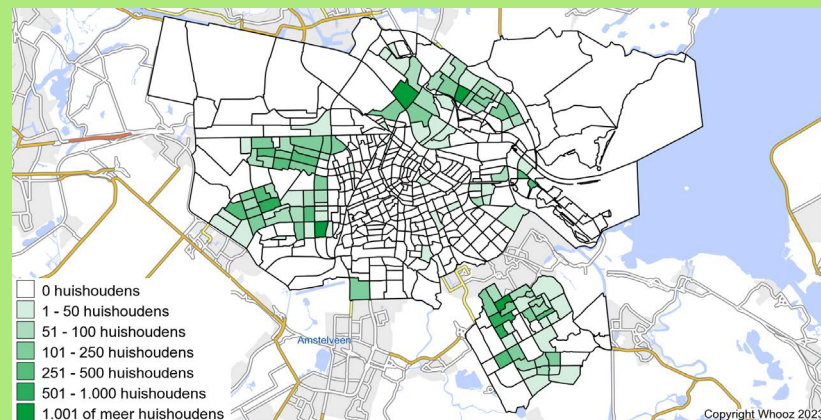 Amstelveen
0 huishoudens
1 - 50 huishoudens
51 - 100 huishoudens
101 - 250 huishoudens
251 - 500 huishoudens
501 - 1.000 huishoudens
1.001 of meer huishoudens
Copyright Whooz 2023